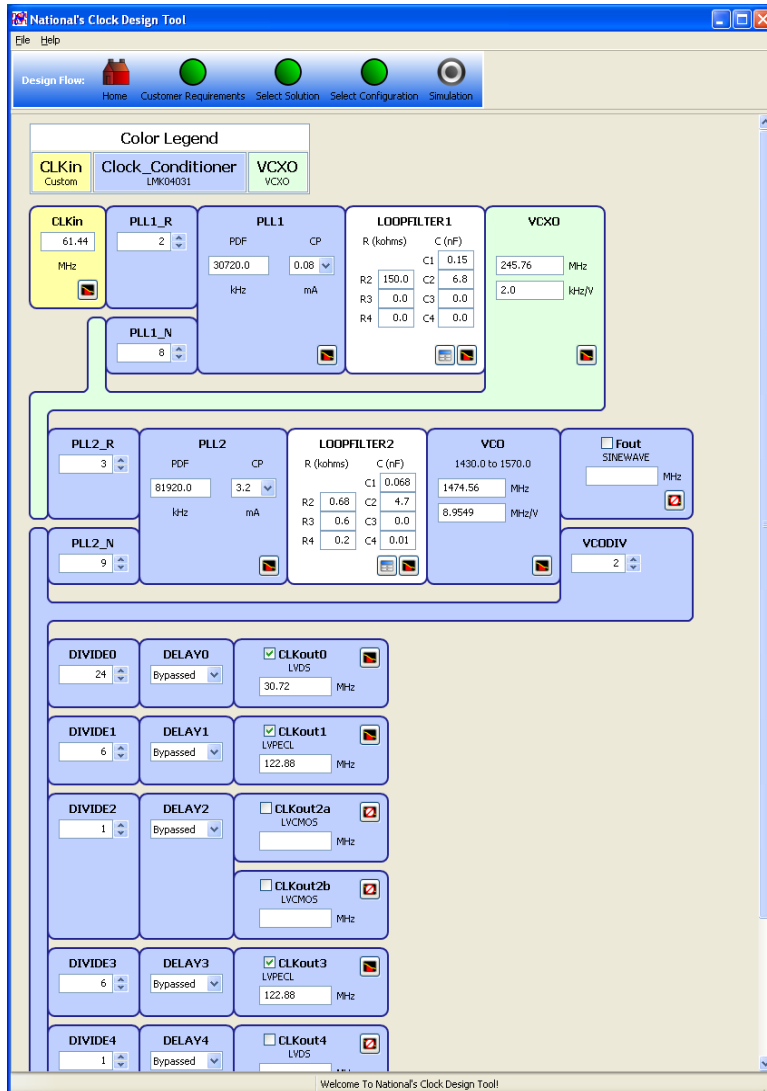 National's Clock Design Tool
File Help
Design Flow: Home Customer Requirements Select Solution Select Configuration Simulation
Color Legend
CLKin Clock_Conditioner VCXO
Custom LMK04031 VCXO
CLKin PLL1_R PLL1 LOOPFILTER1 VCXO
61.44 2 PDF CP R (kohms) C (nF)
C1 0.15
MHz 30720.0 0.08 245.76 MHz
R2 150.0 C2 6.8
kHz mA 2.0 kHz/V
R3 0.0 C3 0.0
R4 0.0 C4 0.0
PLL1_N
8
PLL2_R PLL2 LOOPFILTER2 VCO Fout
3 PDF CP R (kohms) C (nF) 1430.0 to 1570.0 SINEWAVE
C1 0.068
81920.0 3.2 1474.56 MHz MHz
R2 0.68 C2 4.7
kHz mA 8.9549 MHz/V
R3 0.6 C3 0.0
R4 0.2 C4 0.01
PLL2_N VCODIV
9 2
DIVIDE0 DELAY0 CLKout0
24 Bypassed LVDS
30.72 MHz
DIVIDE1 DELAY1 CLKout1
6 Bypassed LVPECL
122.88 MHz
DIVIDE2 DELAY2 CLKout2a
1 Bypassed LVCMOS
MHz
CLKout2b
LVCMOS
MHz
DIVIDE3 DELAY3 CLKout3
6 Bypassed LVPECL
122.88 MHz
DIVIDE4 DELAY4 CLKout4
1 Bypassed LVDS
MHz
Welcome To National's Clock Design Tool!